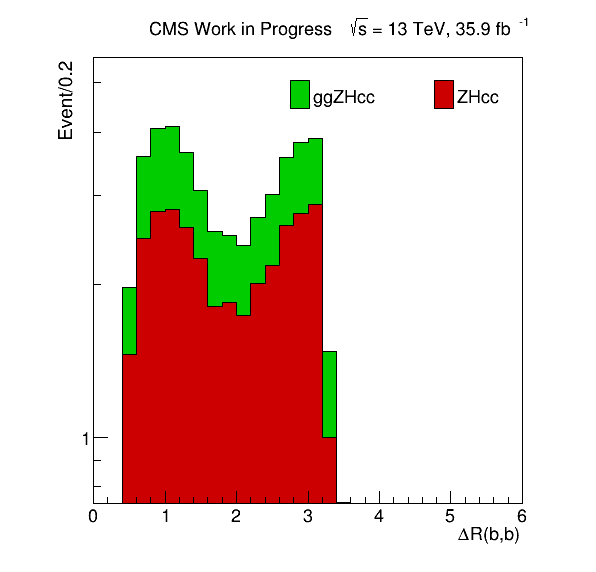 CMS Work in Progress √s = 13 TeV, 35.9 fb -1
Event/0.2
ggZHcc ZHcc
1
0 1 2 3 4 5 6
ΔR(b,b)